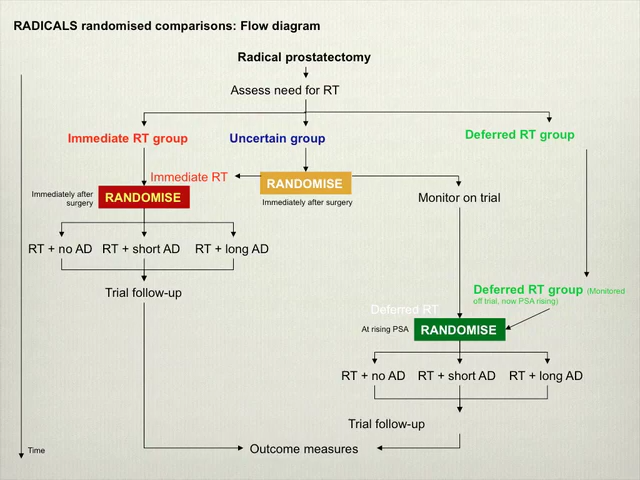 RADICALS randomised comparisons: Flow diagram
Radical prostatectomy
Assess need for RT
Immediate RT group
Uncertain group
Deferred RT group
Immediate RT
RANDOMISE
Immediately after
surgery
RANDOMISE
Immediately after surgery
Monitor on trial
RT + no AD
RT + short AD
RT + long AD
Trial follow-up
Deferred RT group (Monitored
off trial, now PSA rising)
Deferred RT
At rising PSA
RANDOMISE
RT + no AD
RT + short AD
RT + long AD
Trial follow-up
Outcome measures
Time